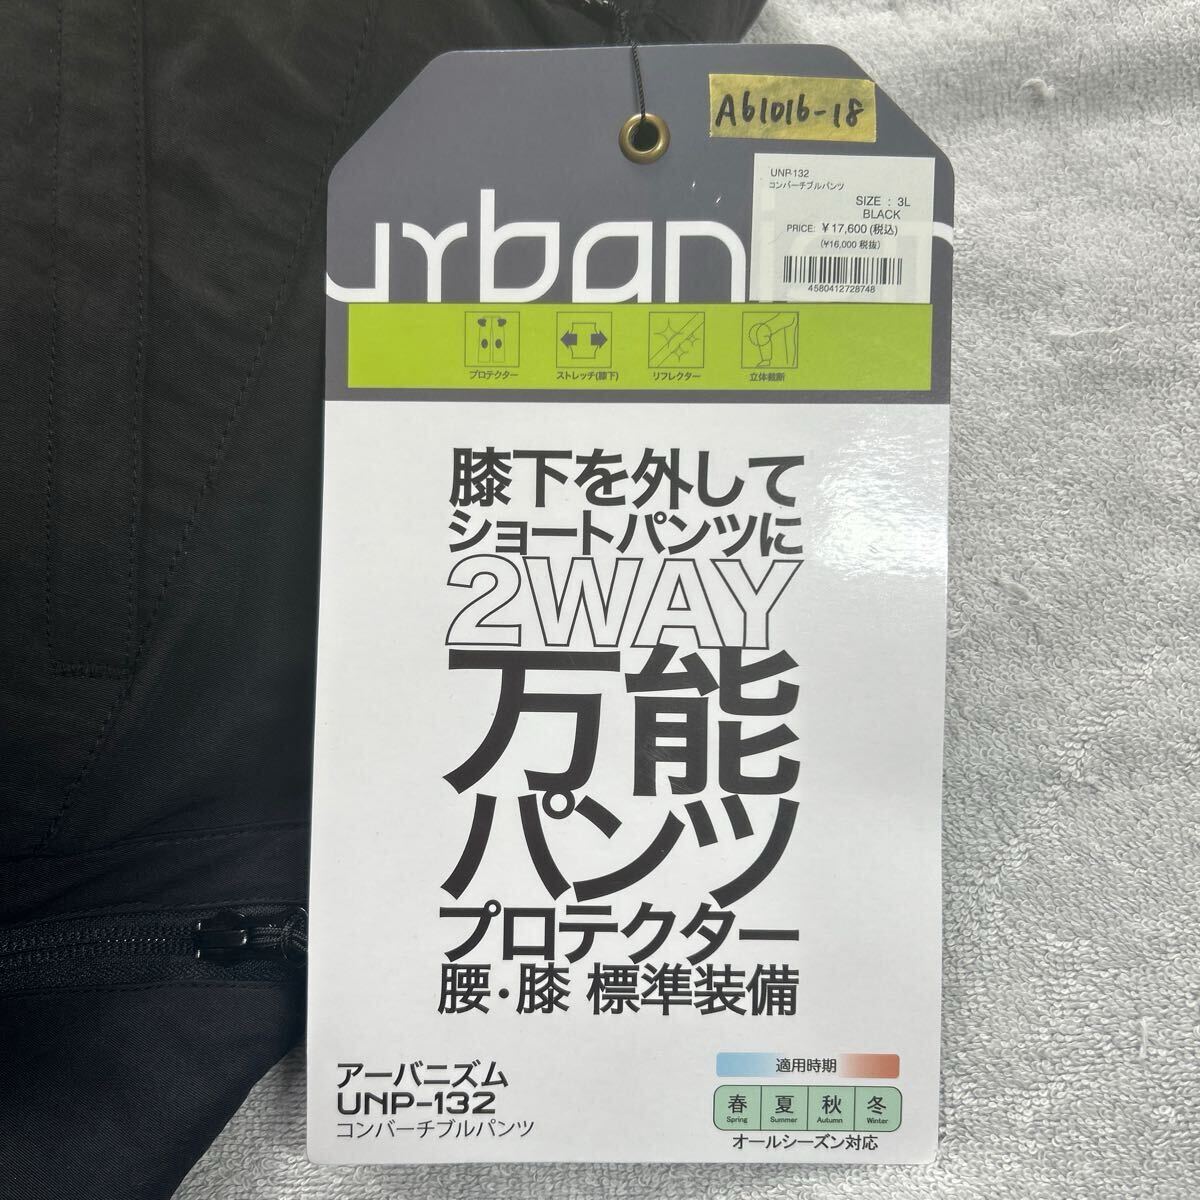 A61016-18
UNP-132
コンバーチブルパンツ
SIZE : 3L
BLACK
PRICE: ¥17,600(税込)
(¥16,000 税抜)
4580412728748
プロテクター
ストレッチ(膝下)
リフレクター
立体裁断
膝下を外して
ショートパンツに
2WAY
万能
パンツ
プロテクター
腰・膝 標準装備
アーバニズム
UNP-132
コンバーチブルパンツ
適用時期
春 夏 秋 冬
Spring Summer Autumn Winter
オールシーズン対応